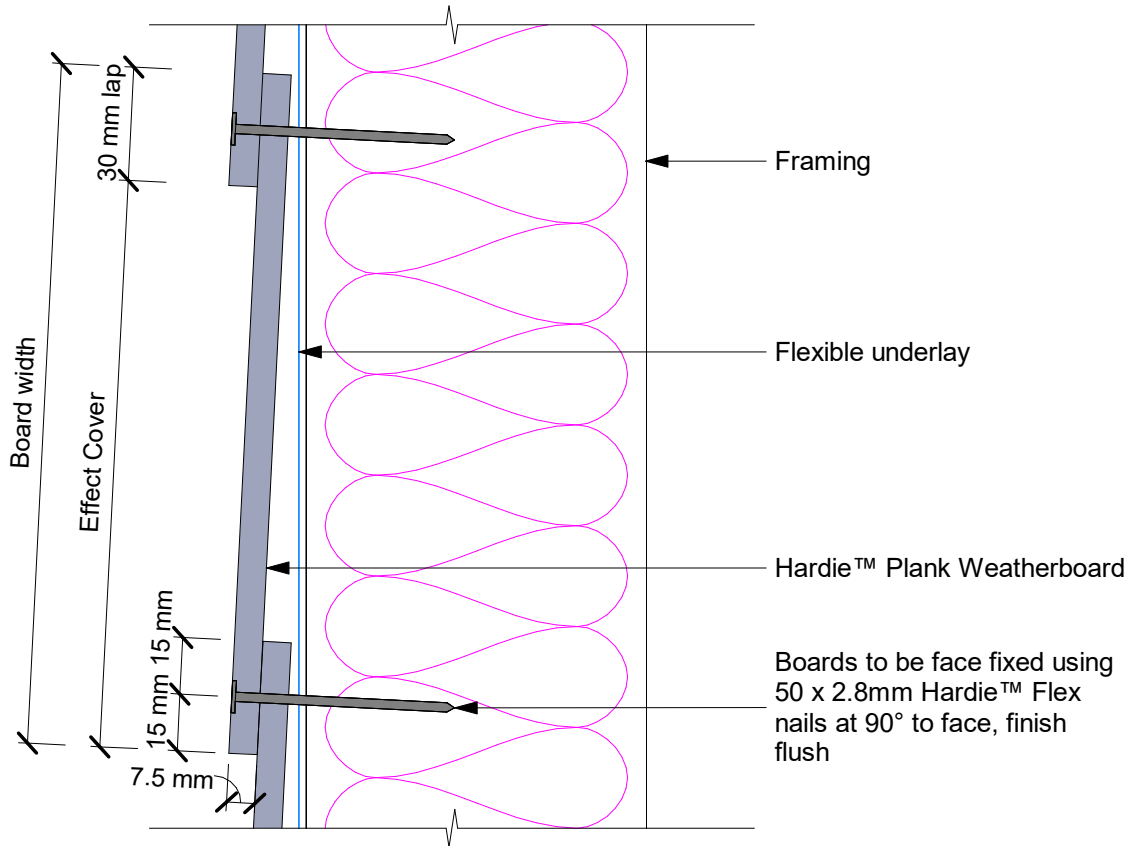 30 mm lap
Board width
Effect Cover
15 mm
15 mm
7.5 mm
Framing
Flexible underlay
Hardie™ Plank Weatherboard
Boards to be face fixed using
50 x 2.8mm Hardie™ Flex
nails at 90° to face, finish
flush